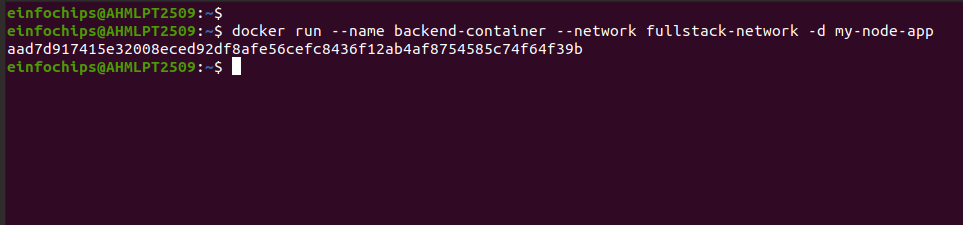 einfochips@AHMLPT2509:~$
einfochips@AHMLPT2509:~$ docker run --name backend-container --network fullstack-network -d my-node-app
aad7d917415e32008eced92df8afe56cefc8436f12ab4af8754585c74f64f39b
einfochips@AHMLPT2509:~$